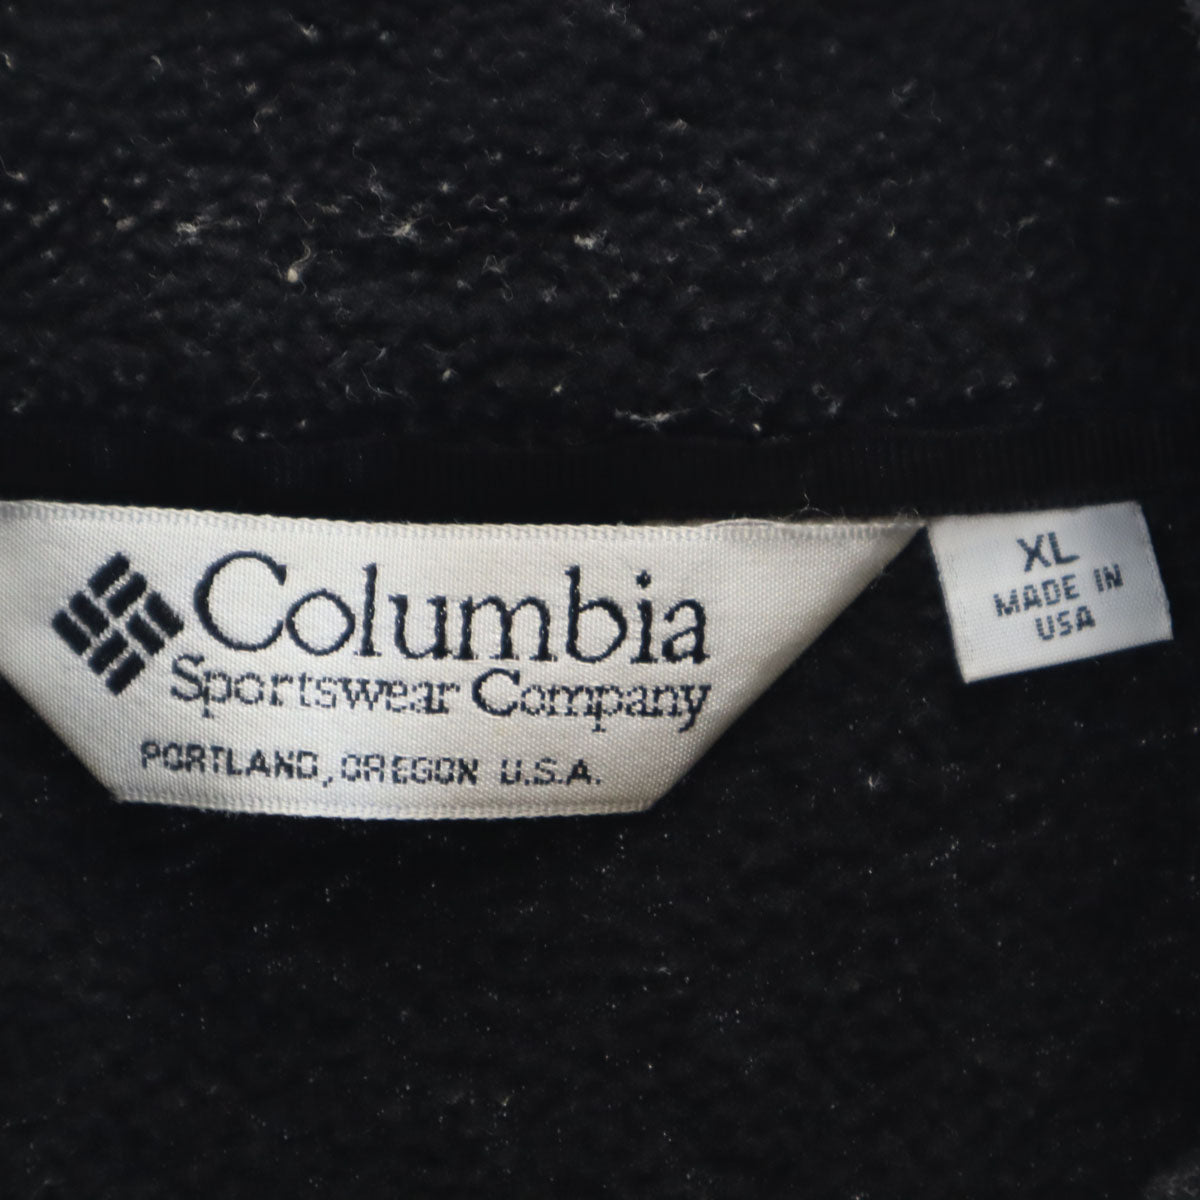 Columbia
Sportswear Company
PORTLAND, OREGON U.S.A.
XL
MADE IN
USA